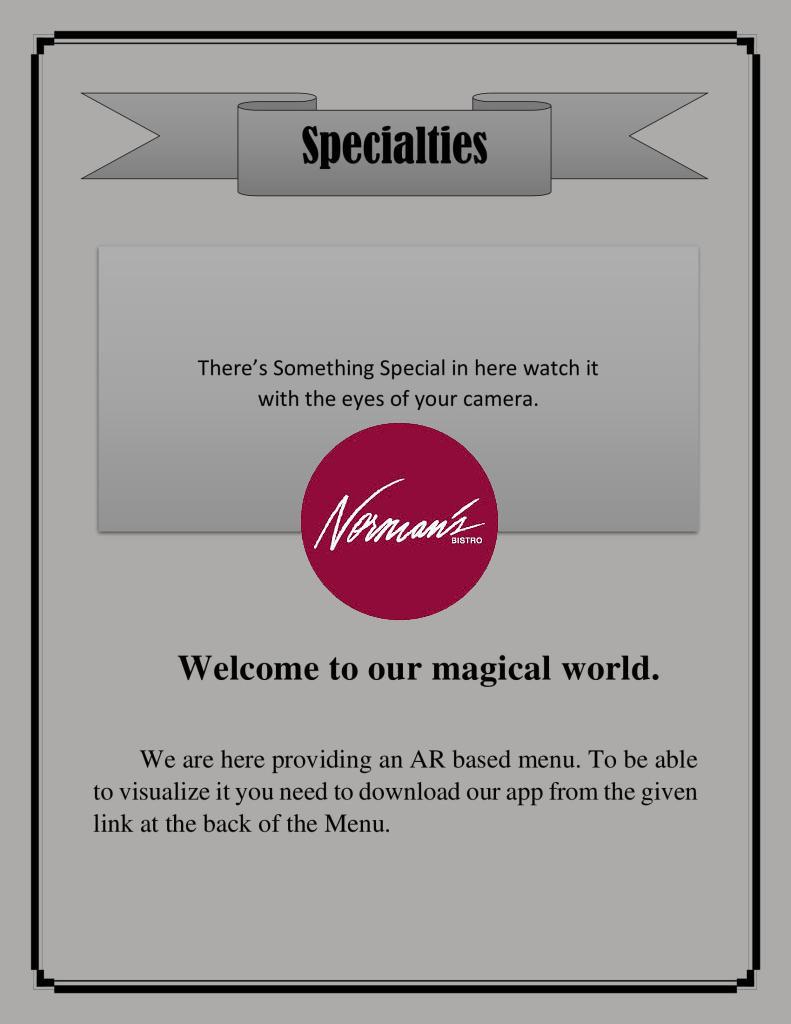 Specialties
There’s Something Special in here watch it
with the eyes of your camera.
Norman's
BISTRO
Welcome to our magical world.
We are here providing an AR based menu. To be able
to visualize it you need to download our app from the given
link at the back of the Menu.